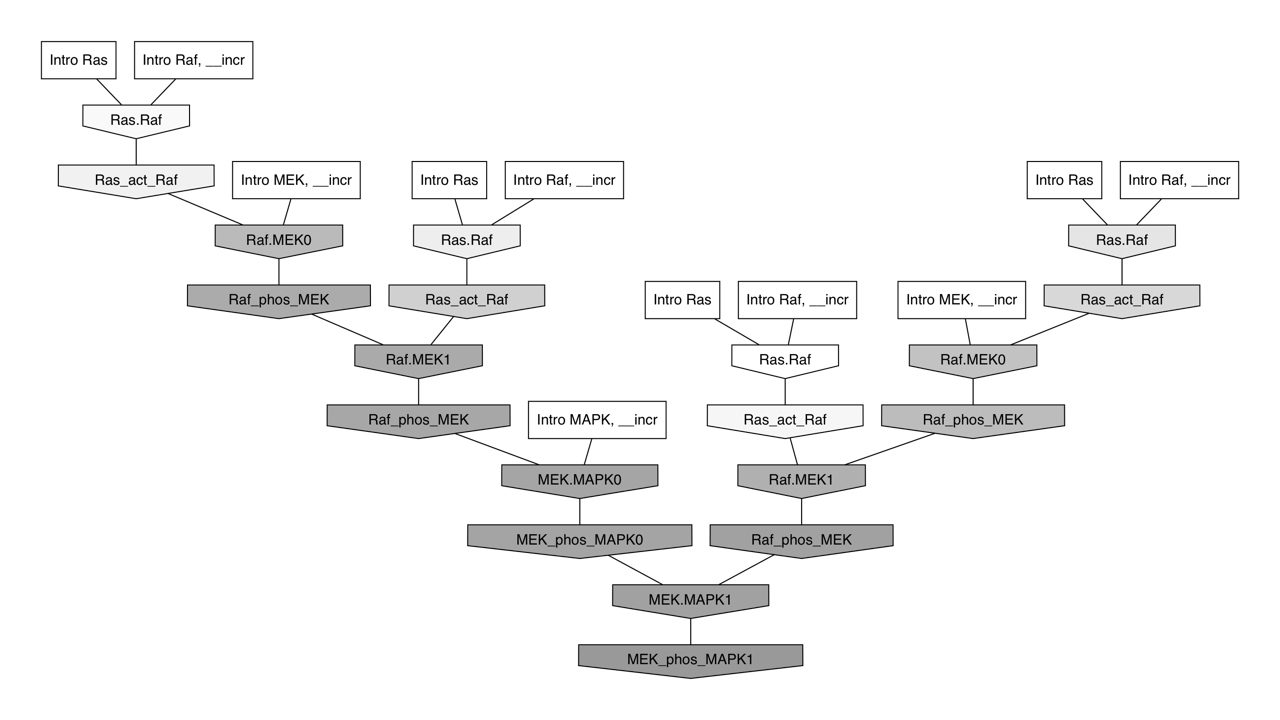 Intro Ras
Intro Raf, __incr
Ras.Raf
Ras_act_Raf
Intro MEK, __incr
Intro Ras
Intro Raf, __incr
Intro Ras
Intro Raf, __incr
Raf.MEK0
Ras.Raf
Ras.Raf
Raf_phos_MEK
Ras_act_Raf
Intro Ras
Intro Raf, __incr
Intro MEK, __incr
Ras_act_Raf
Raf.MEK1
Ras.Raf
Raf.MEK0
Raf_phos_MEK
Intro MAPK, __incr
Ras_act_Raf
Raf_phos_MEK
MEK.MAPK0
Raf.MEK1
MEK_phos_MAPK0
Raf_phos_MEK
MEK.MAPK1
MEK_phos_MAPK1